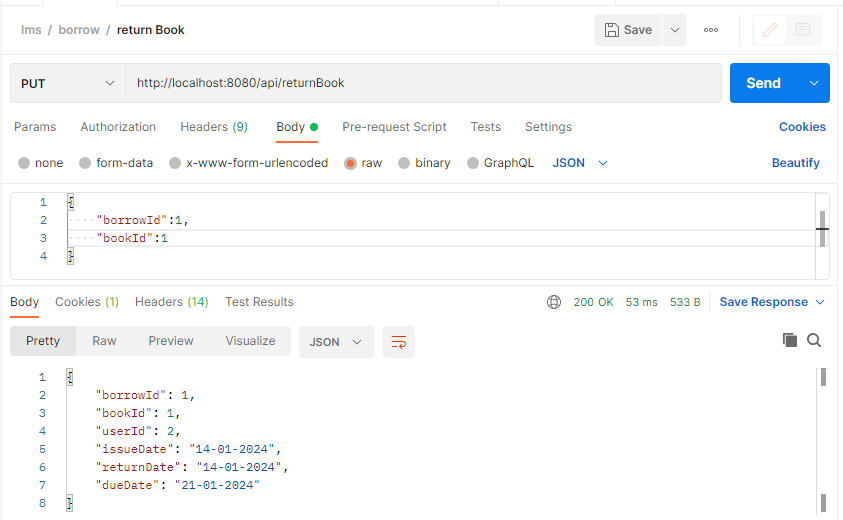 lms / borrow / return Book
Save
PUT
http://localhost:8080/api/returnBook
Send
Params Authorization Headers (9) Body Pre-request Script Tests Settings Cookies
none form-data x-www-form-urlencoded raw binary GraphQL JSON Beautify
1 {
2 "borrowId":1,
3 "bookId":1
4 }
Body Cookies (1) Headers (14) Test Results 200 OK 53 ms 533 B Save Response
Pretty Raw Preview Visualize JSON
1 {
2 "borrowId": 1,
3 "bookId": 1,
4 "userId": 2,
5 "issueDate": "14-01-2024",
6 "returnDate": "14-01-2024",
7 "dueDate": "21-01-2024"
8 }